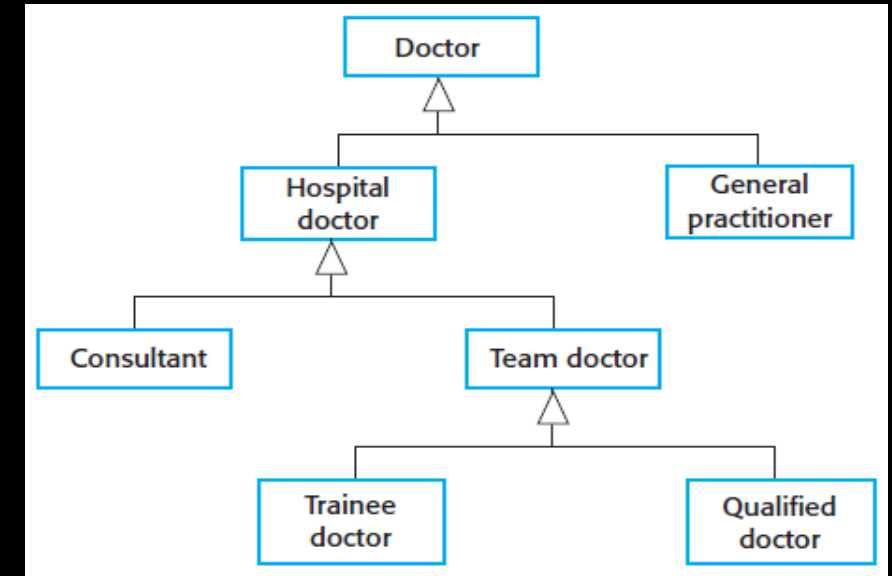 Doctor
Hospital
doctor
General
practitioner
Consultant
Team doctor
Trainee
doctor
Qualified
doctor